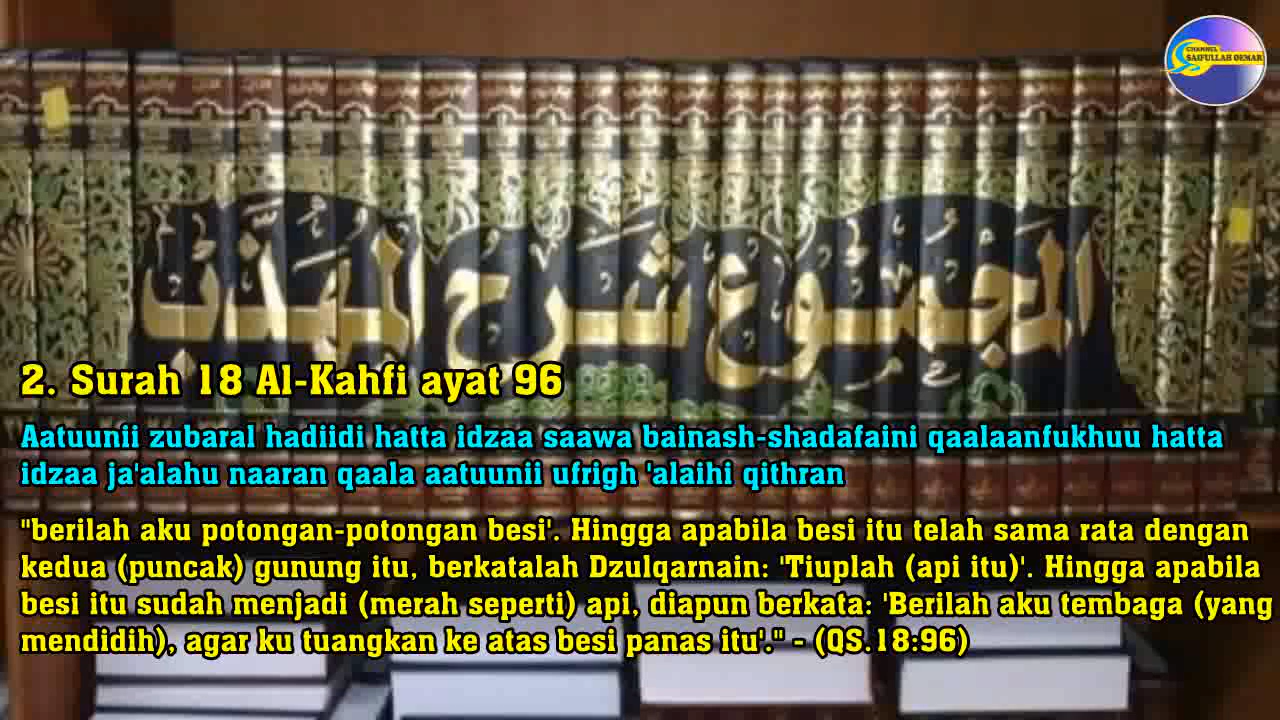 CHANNEL
SAIFULLAH OEMAR
المجموع شرح المهذب
2. Surah 18 Al-Kahfi ayat 96
Aatuunii zubaral hadiidi hatta idzaa saawa bainash-shadafaini qaalaanfukhuu hatta
idzaa ja'alahu naaran qaala aatuunii ufrigh 'alaihi qithran
"berilah aku potongan-potongan besi'. Hingga apabila besi itu telah sama rata dengan
kedua (puncak) gunung itu, berkatalah Dzulqarnain: 'Tiuplah (api itu)'. Hingga apabila
besi itu sudah menjadi (merah seperti) api, diapun berkata: 'Berilah aku tembaga (yang
mendidih), agar ku tuangkan ke atas besi panas itu'." - (QS.18:96)